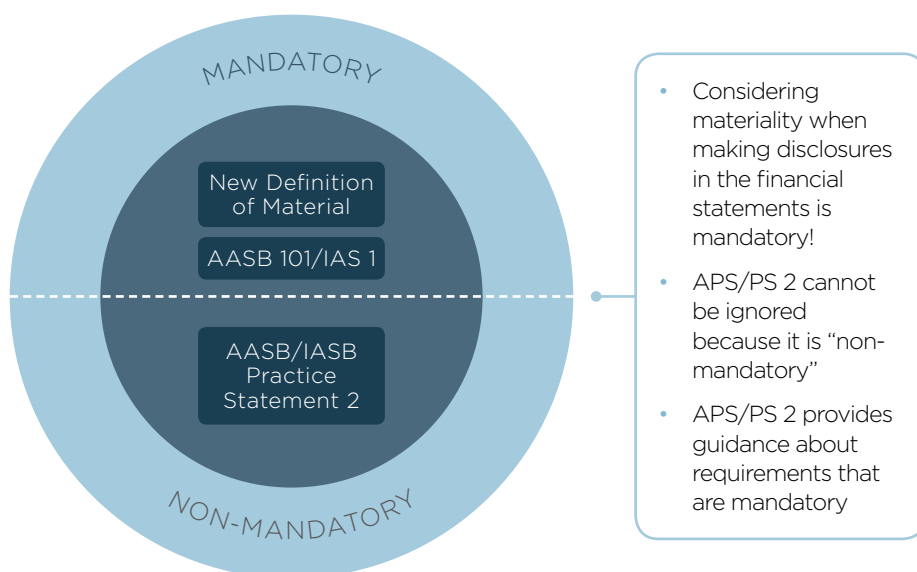 MANDATORY
New Definition
of Material
AASB 101/IAS 1
AASB/IASB
Practice
Statement 2
NON-MANDATORY
• Considering
materiality when
making disclosures
in the financial
statements is
mandatory!
• APS/PS 2 cannot
be ignored
because it is “non-
mandatory”
• APS/PS 2 provides
guidance about
requirements that
are mandatory